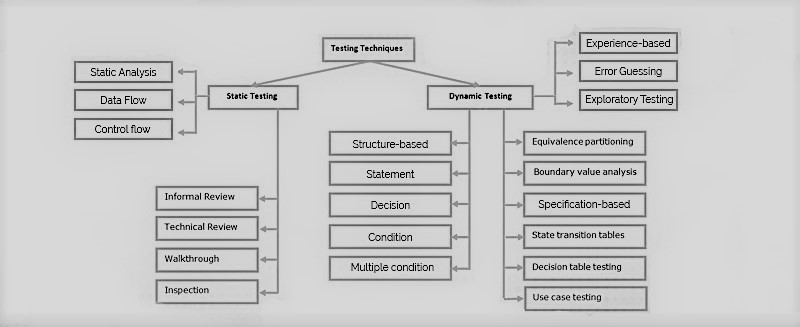 Testing Techniques
Static Testing
Dynamic Testing
Static Analysis
Data Flow
Control flow
Informal Review
Technical Review
Walkthrough
Inspection
Experience-based
Error Guessing
Exploratory Testing
Structure-based
Statement
Decision
Condition
Multiple condition
Equivalence partitioning
Boundary value analysis
Specification-based
State transition tables
Decision table testing
Use case testing